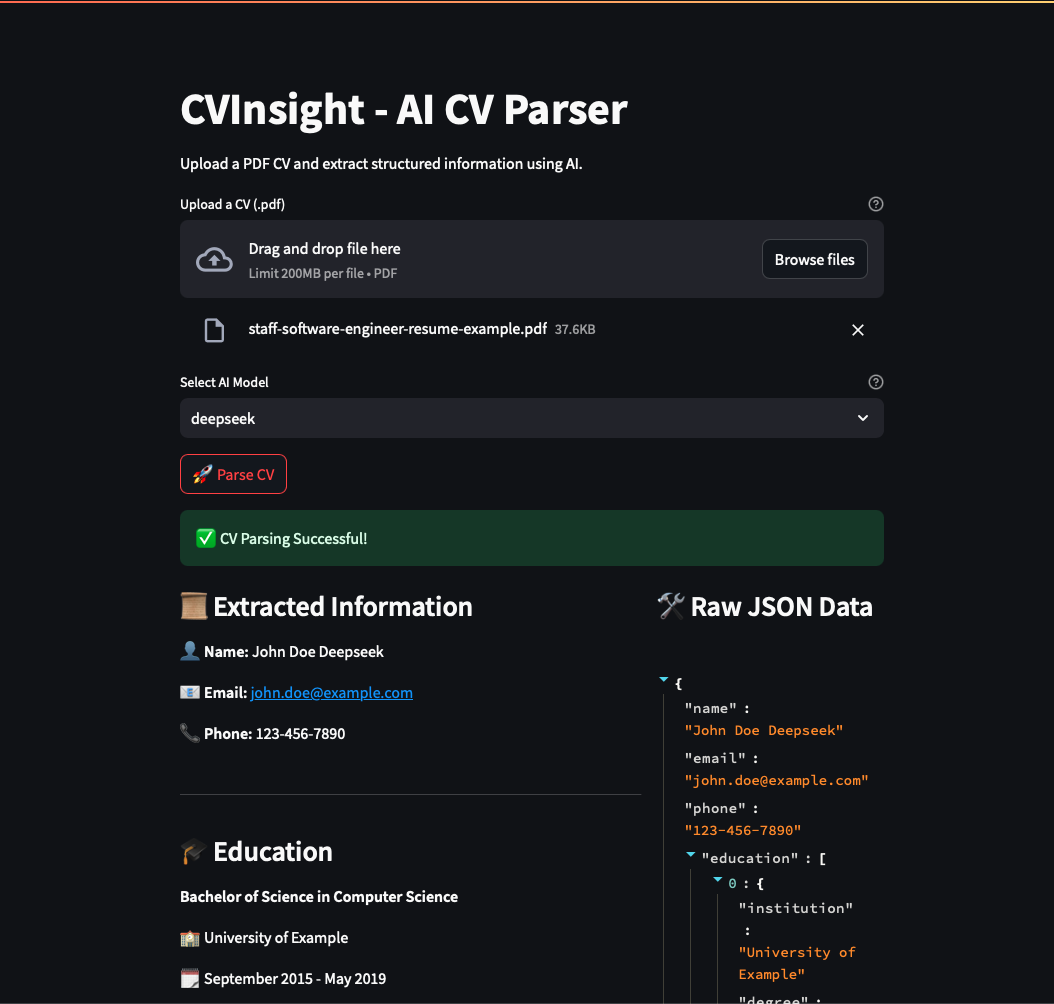 CVInsight - AI CV Parser
Upload a PDF CV and extract structured information using AI.
Upload a CV (.pdf)
Drag and drop file here
Limit 200MB per file • PDF
Browse files
staff-software-engineer-resume-example.pdf 37.6KB
Select AI Model
deepseek
🚀 Parse CV
✅ CV Parsing Successful!
📜 Extracted Information
👤 Name: John Doe Deepseek
📧 Email: john.doe@example.com
📞 Phone: 123-456-7890
🎓 Education
Bachelor of Science in Computer Science
🏫 University of Example
🗓️ September 2015 - May 2019
🛠️ Raw JSON Data
{
"name" :
"John Doe Deepseek"
"email" :
"john.doe@example.com"
"phone" :
"123-456-7890"
"education" : [
0 : {
"institution"
:
"University of
Example"
"degree" :